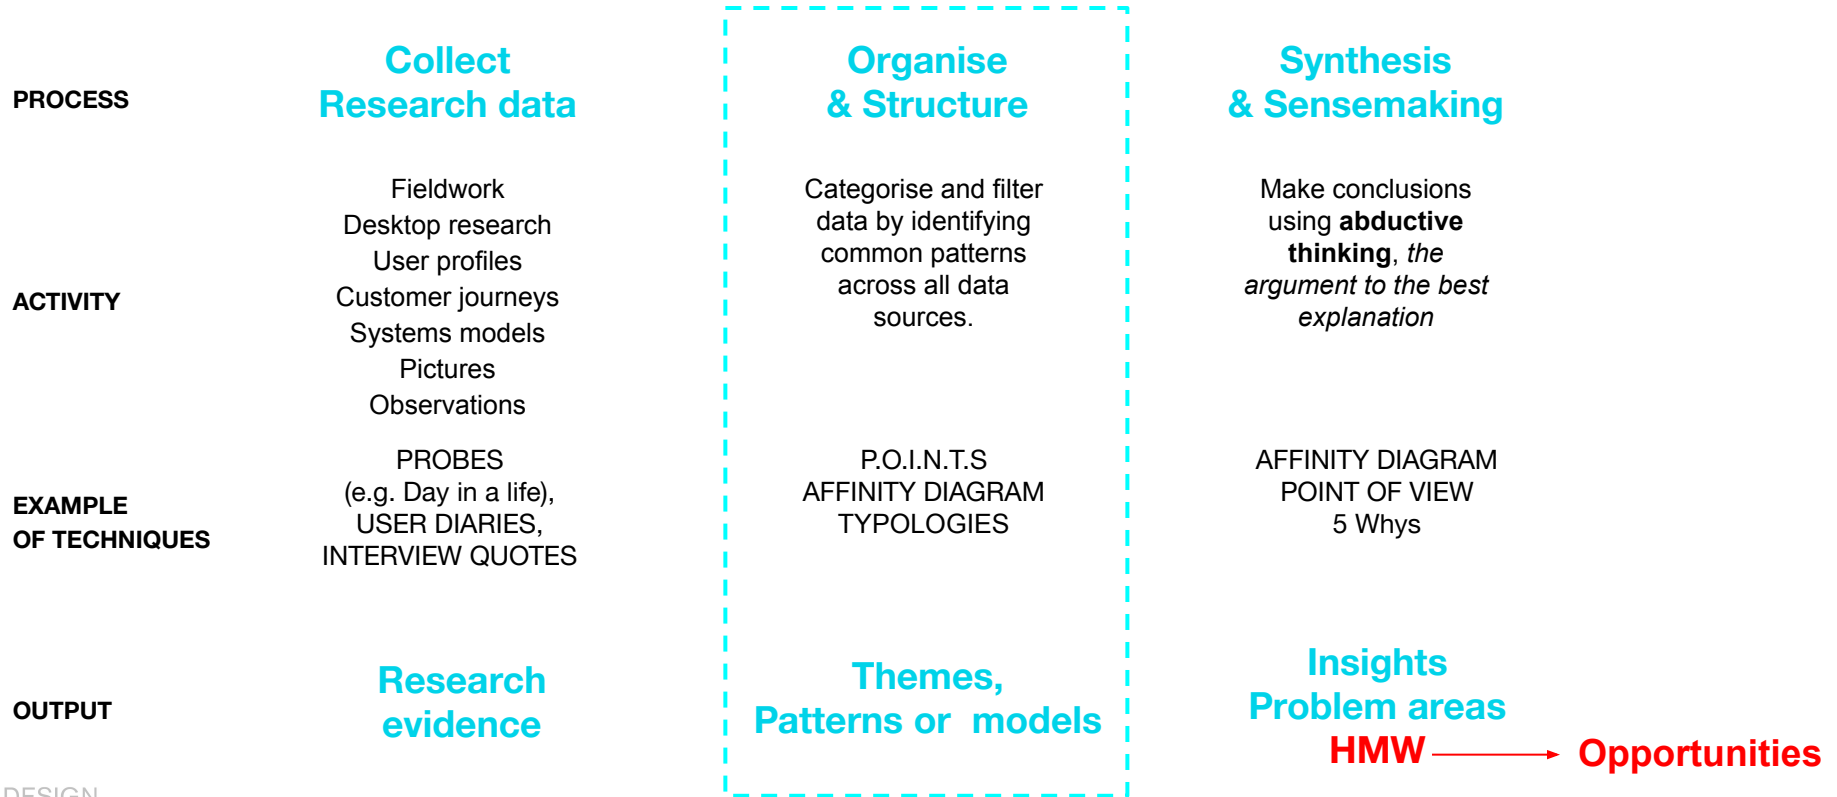 PROCESS
Collect
Research data
Organise
& Structure
Synthesis
& Sensemaking
ACTIVITY
Fieldwork
Desktop research
User profiles
Customer journeys
Systems models
Pictures
Observations
Categorise and filter
data by identifying
common patterns
across all data
sources.
Make conclusions
using abductive
thinking, the
argument to the best
explanation
EXAMPLE
OF TECHNIQUES
PROBES
(e.g. Day in a life),
USER DIARIES,
INTERVIEW QUOTES
P.O.I.N.T.S
AFFINITY DIAGRAM
TYPOLOGIES
AFFINITY DIAGRAM
POINT OF VIEW
5 Whys
OUTPUT
Research
evidence
Themes,
Patterns or models
Insights
Problem areas
HMW
Opportunities
DESIGN